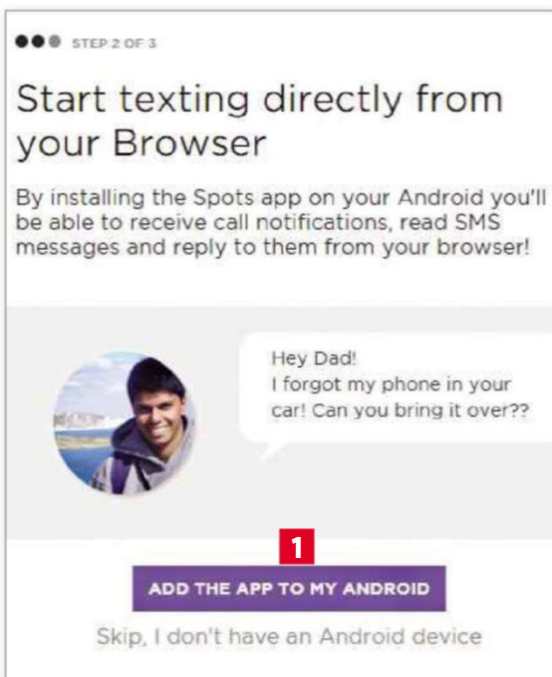 STEP 2 OF 3
Start texting directly from
your Browser
By installing the Spots app on your Android you'll
be able to receive call notifications, read SMS
messages and reply to them from your browser!
Hey Dad!
I forgot my phone in your
car! Can you bring it over??
1
ADD THE APP TO MY ANDROID
Skip, I don't have an Android device